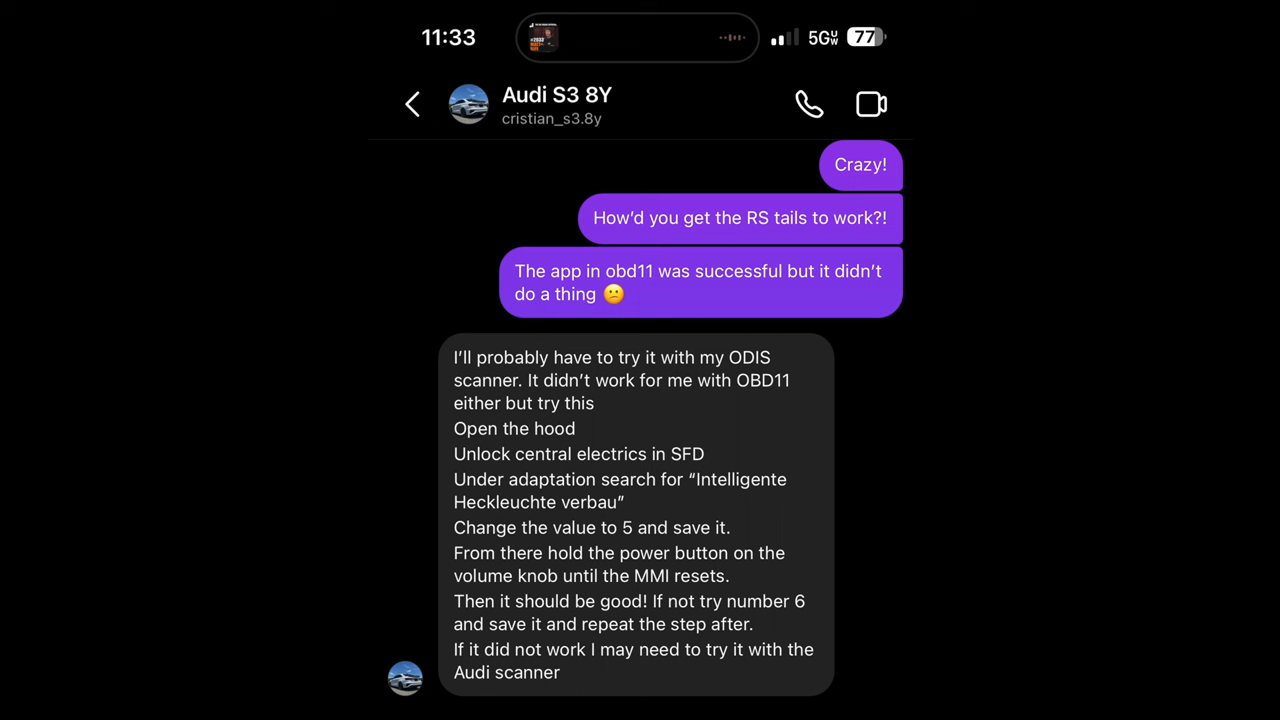 11:33
5GUW
77
Audi S3 8Y
cristian_s3.8y
Crazy!
How’d you get the RS tails to work?!
The app in obd11 was successful but it didn’t
do a thing 😕
I’ll probably have to try it with my ODIS
scanner. It didn’t work for me with OBD11
either but try this
Open the hood
Unlock central electrics in SFD
Under adaptation search for “Intelligente
Heckleuchte verbau”
Change the value to 5 and save it.
From there hold the power button on the
volume knob until the MMI resets.
Then it should be good! If not try number 6
and save it and repeat the step after.
If it did not work I may need to try it with the
Audi scanner